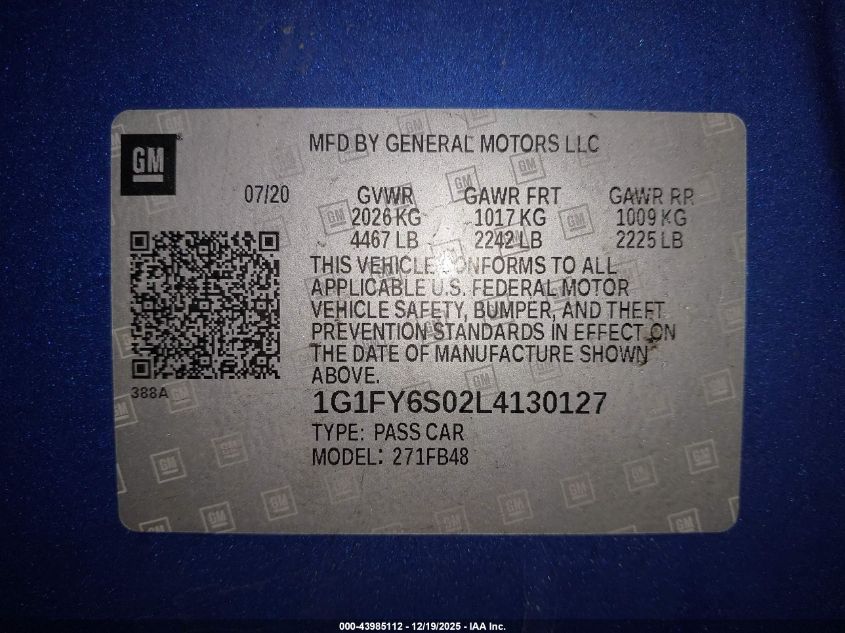 GM
MFD BY GENERAL MOTORS LLC
07/20 GVWR GAWR FRT GAWR RR
2026 KG 1017 KG 1009 KG
4467 LB 2242 LB 2225 LB
THIS VEHICLE CONFORMS TO ALL
APPLICABLE U.S. FEDERAL MOTOR
VEHICLE SAFETY, BUMPER, AND THEFT
PREVENTION STANDARDS IN EFFECT ON
THE DATE OF MANUFACTURE SHOWN
ABOVE.
388A
1G1FY6S02L4130127
TYPE: PASS CAR
MODEL: 271FB48
000-43985112 - 12/19/2025 - IAA Inc.